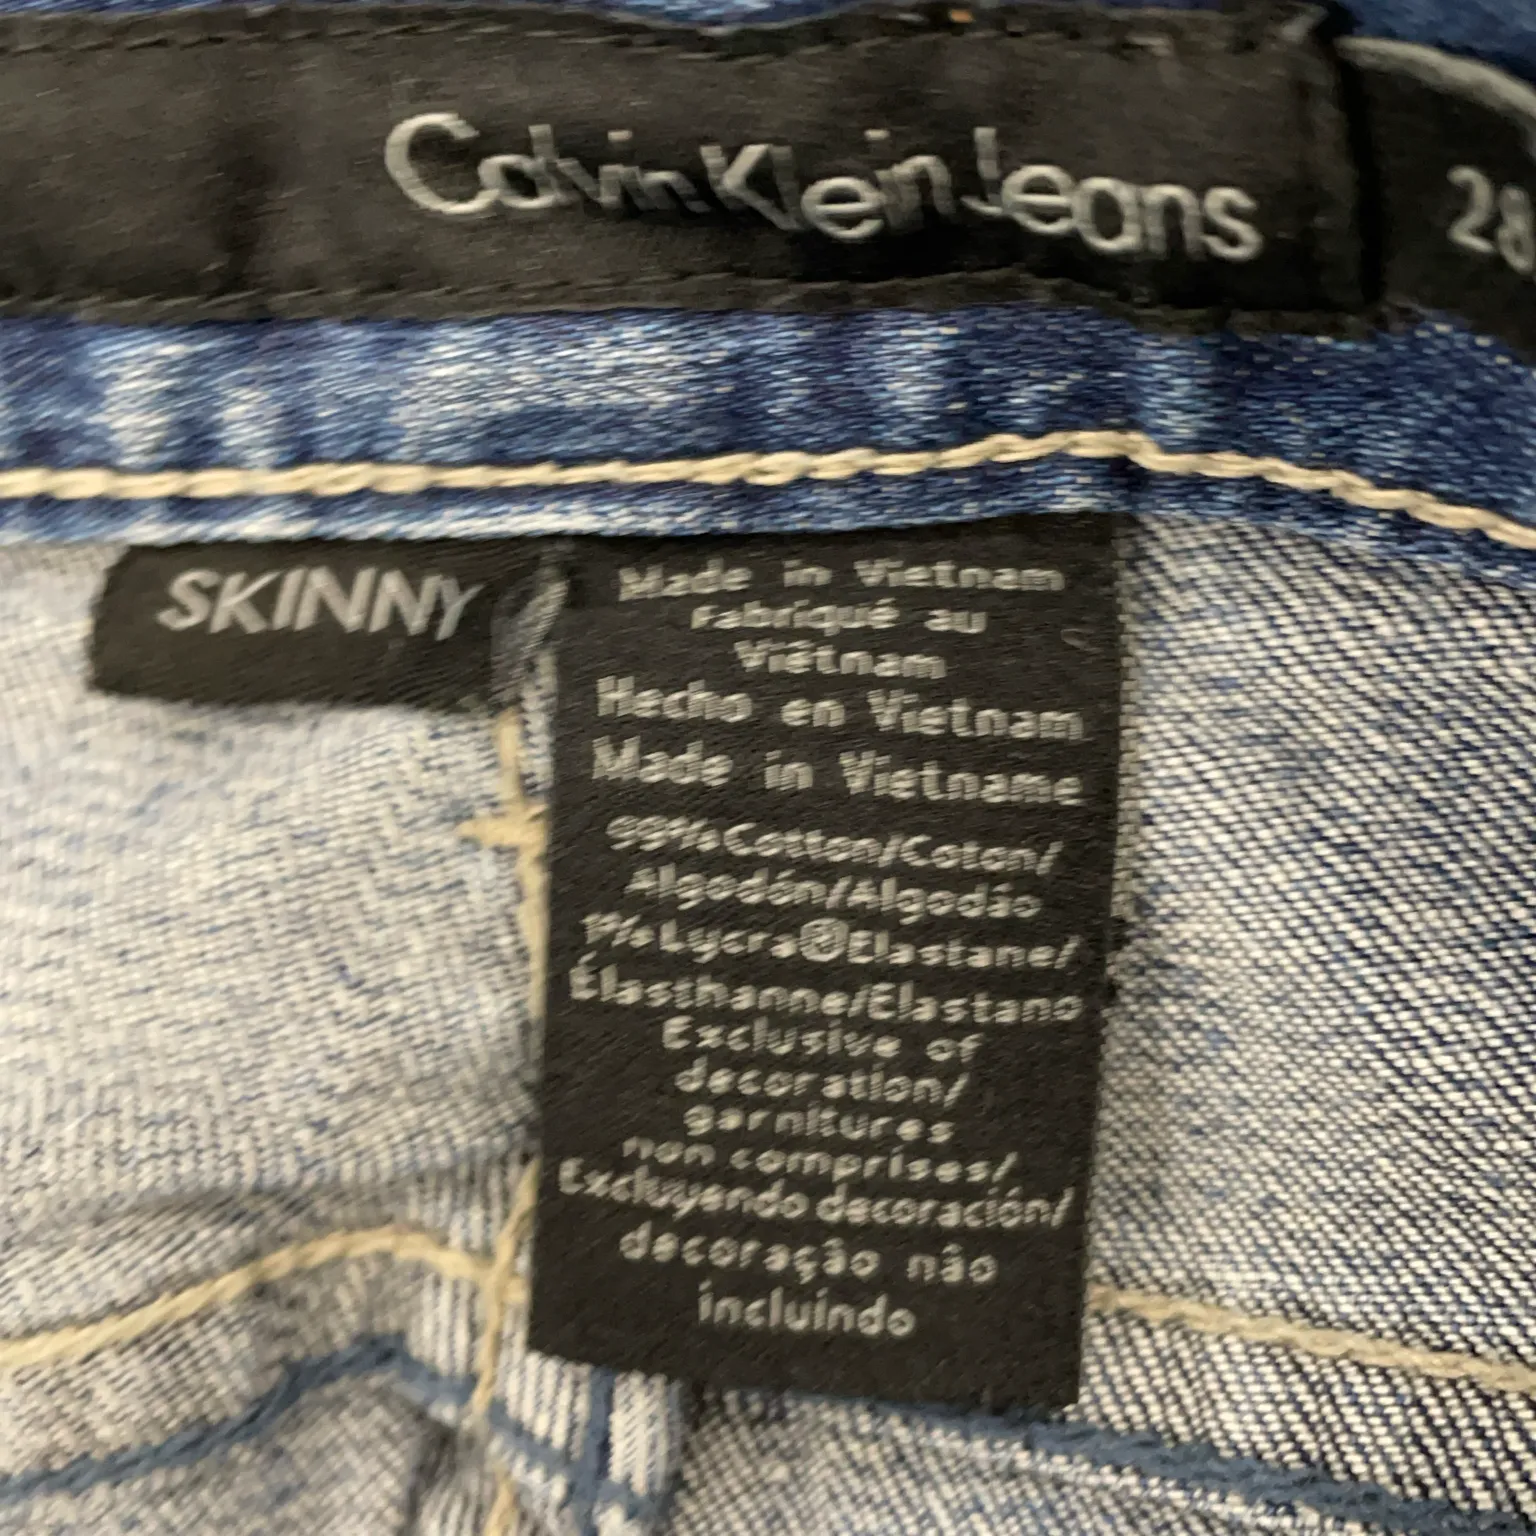 Calvin Klein Jeans
28
SKINNY
Made in Vietnam
Fabriqué au
Viêtnam
Hecho en Vietnam
Made in Vietname
99%Cotton/Coton/
Algodón/Algodão
1%Lycra®Elastane/
Élasthanne/Elastano
Exclusive of
decoration/
garnitures
non comprises/
Excluyendo decoración/
decoração não
incluindo